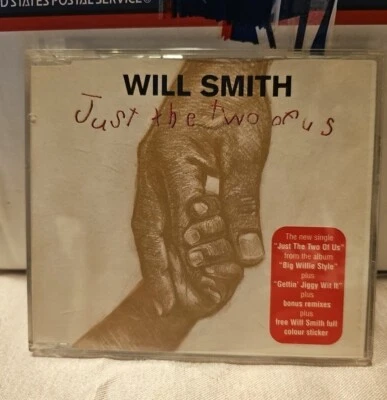 D STATES POSTAL SERVICE®
WILL SMITH
Just the two of us
The new single
"Just The Two Of Us"
from the album
"Big Willie Style"
plus
"Gettin' Jiggy Wit It"
plus
bonus remixes
plus
free Will Smith full
colour sticker